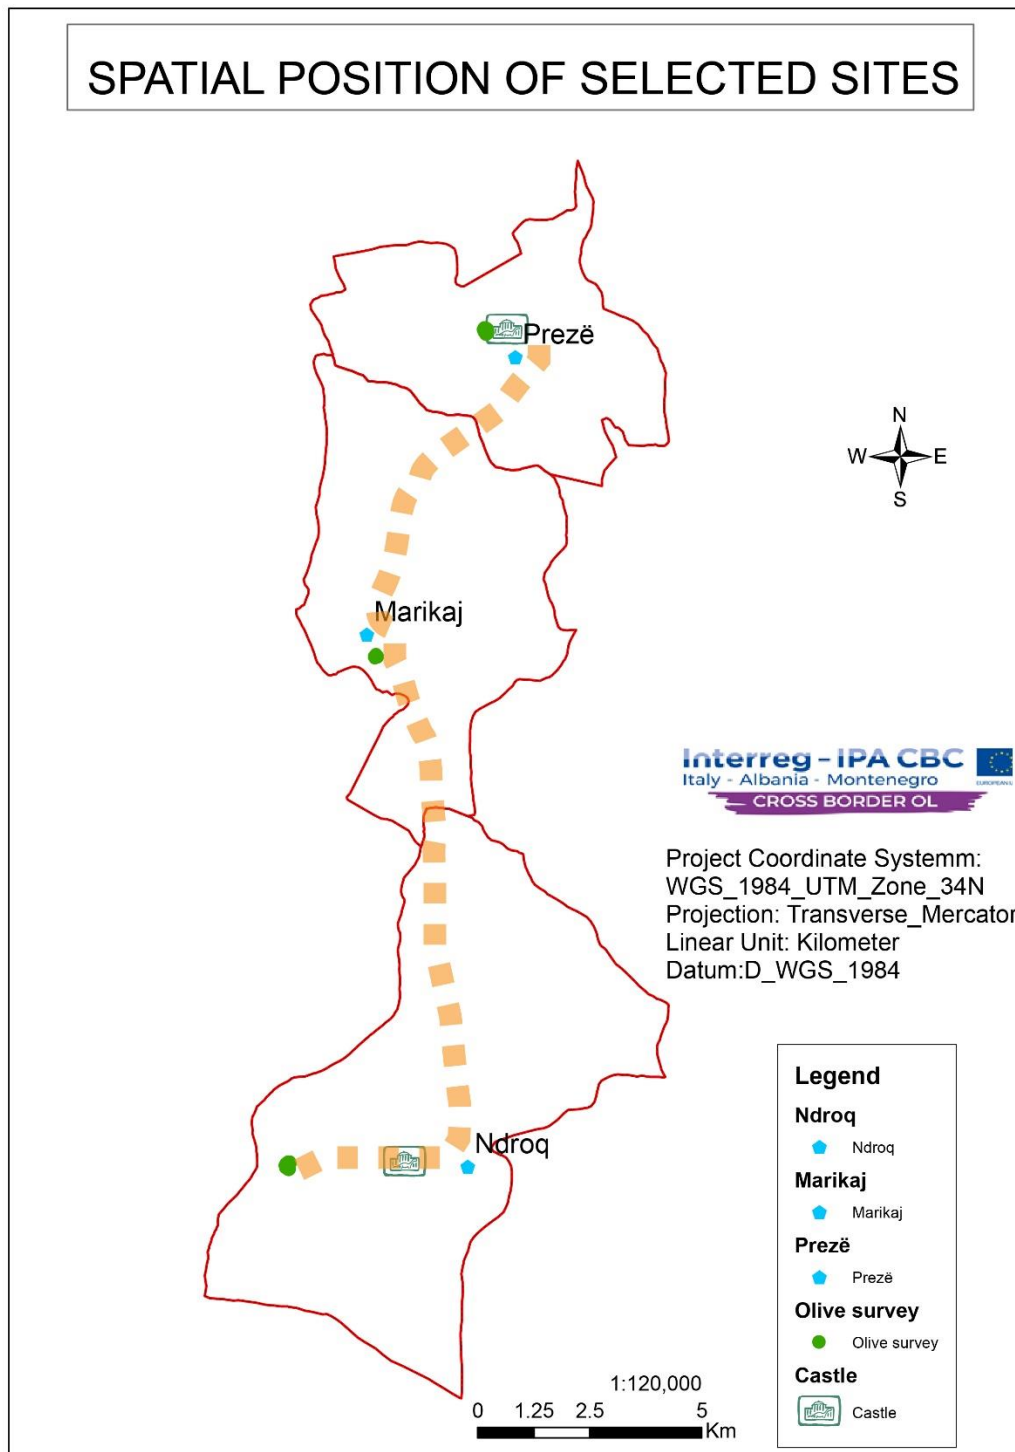 SPATIAL POSITION OF SELECTED SITES
Prezë
N
W E
S
Marikaj
Interreg - IPA CBC
Italy - Albania - Montenegro
CROSS BORDER OL
Project Coordinate Systemm:
WGS_1984_UTM_Zone_34N
Projection: Transverse_Mercator
Linear Unit: Kilometer
Datum:D_WGS_1984
Ndroq
Legend
Ndroq
Ndroq
Marikaj
Marikaj
Prezë
Prezë
Olive survey
Olive survey
Castle
Castle
1:120,000
0 1.25 2.5 5
Km